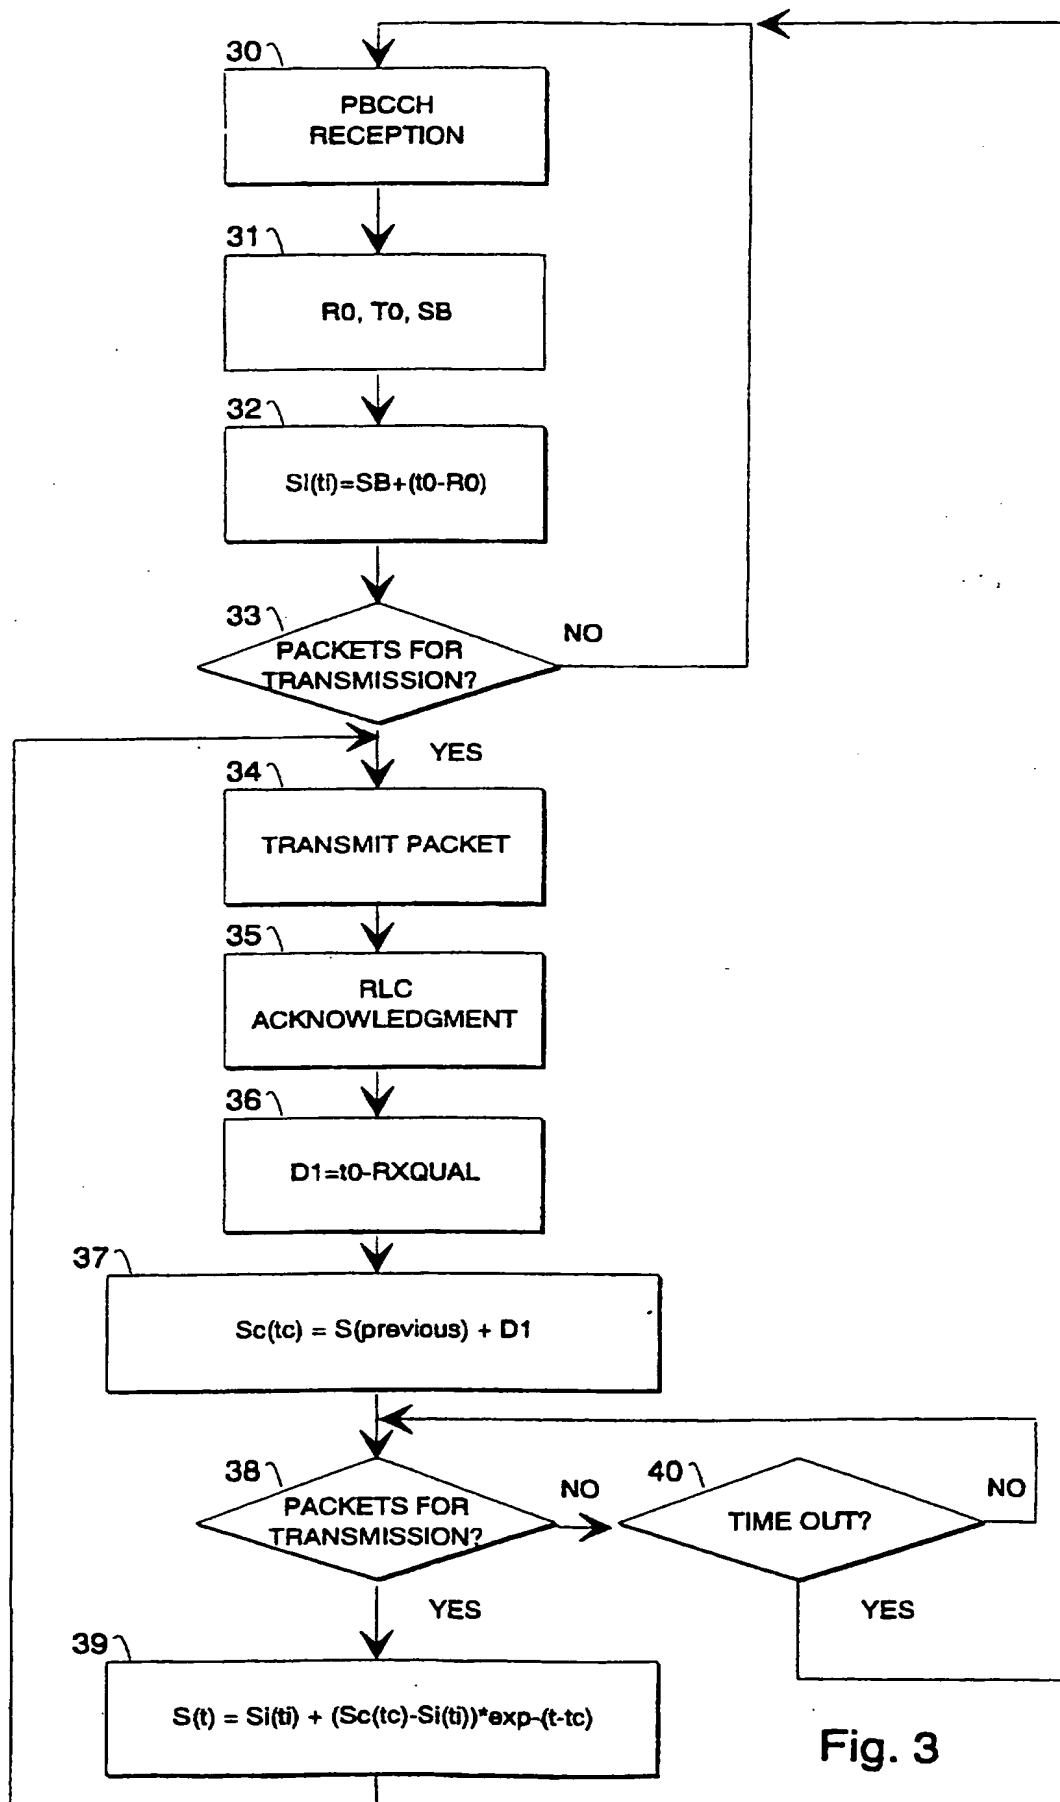 30
PBCCH
RECEPTION
31
R0, T0, SB
32
Si(ti)=SB+(t0-R0)
33
PACKETS FOR
TRANSMISSION?
NO
YES
34
TRANSMIT PACKET
35
RLC
ACKNOWLEDGMENT
36
D1=t0-RXQUAL
37
Sc(tc) = S(previous) + D1
38
PACKETS FOR
TRANSMISSION?
NO
40
TIME OUT?
NO
YES
YES
39
S(t) = Si(ti) + (Sc(tc)-Si(ti))*exp-(t-tc)
Fig. 3